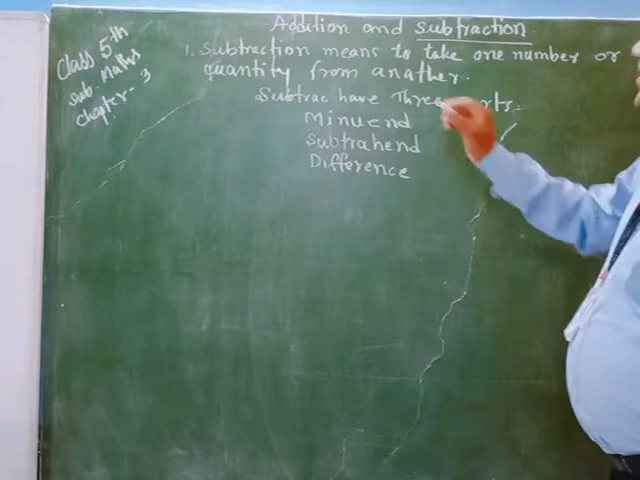 Addition and subtraction.
Class 5th
Sub. Maths
Chapter- 3
1. Subtraction means to take one number or
quantity from another.
Subtrac have Three
Minuend
Subtrahend
Difference